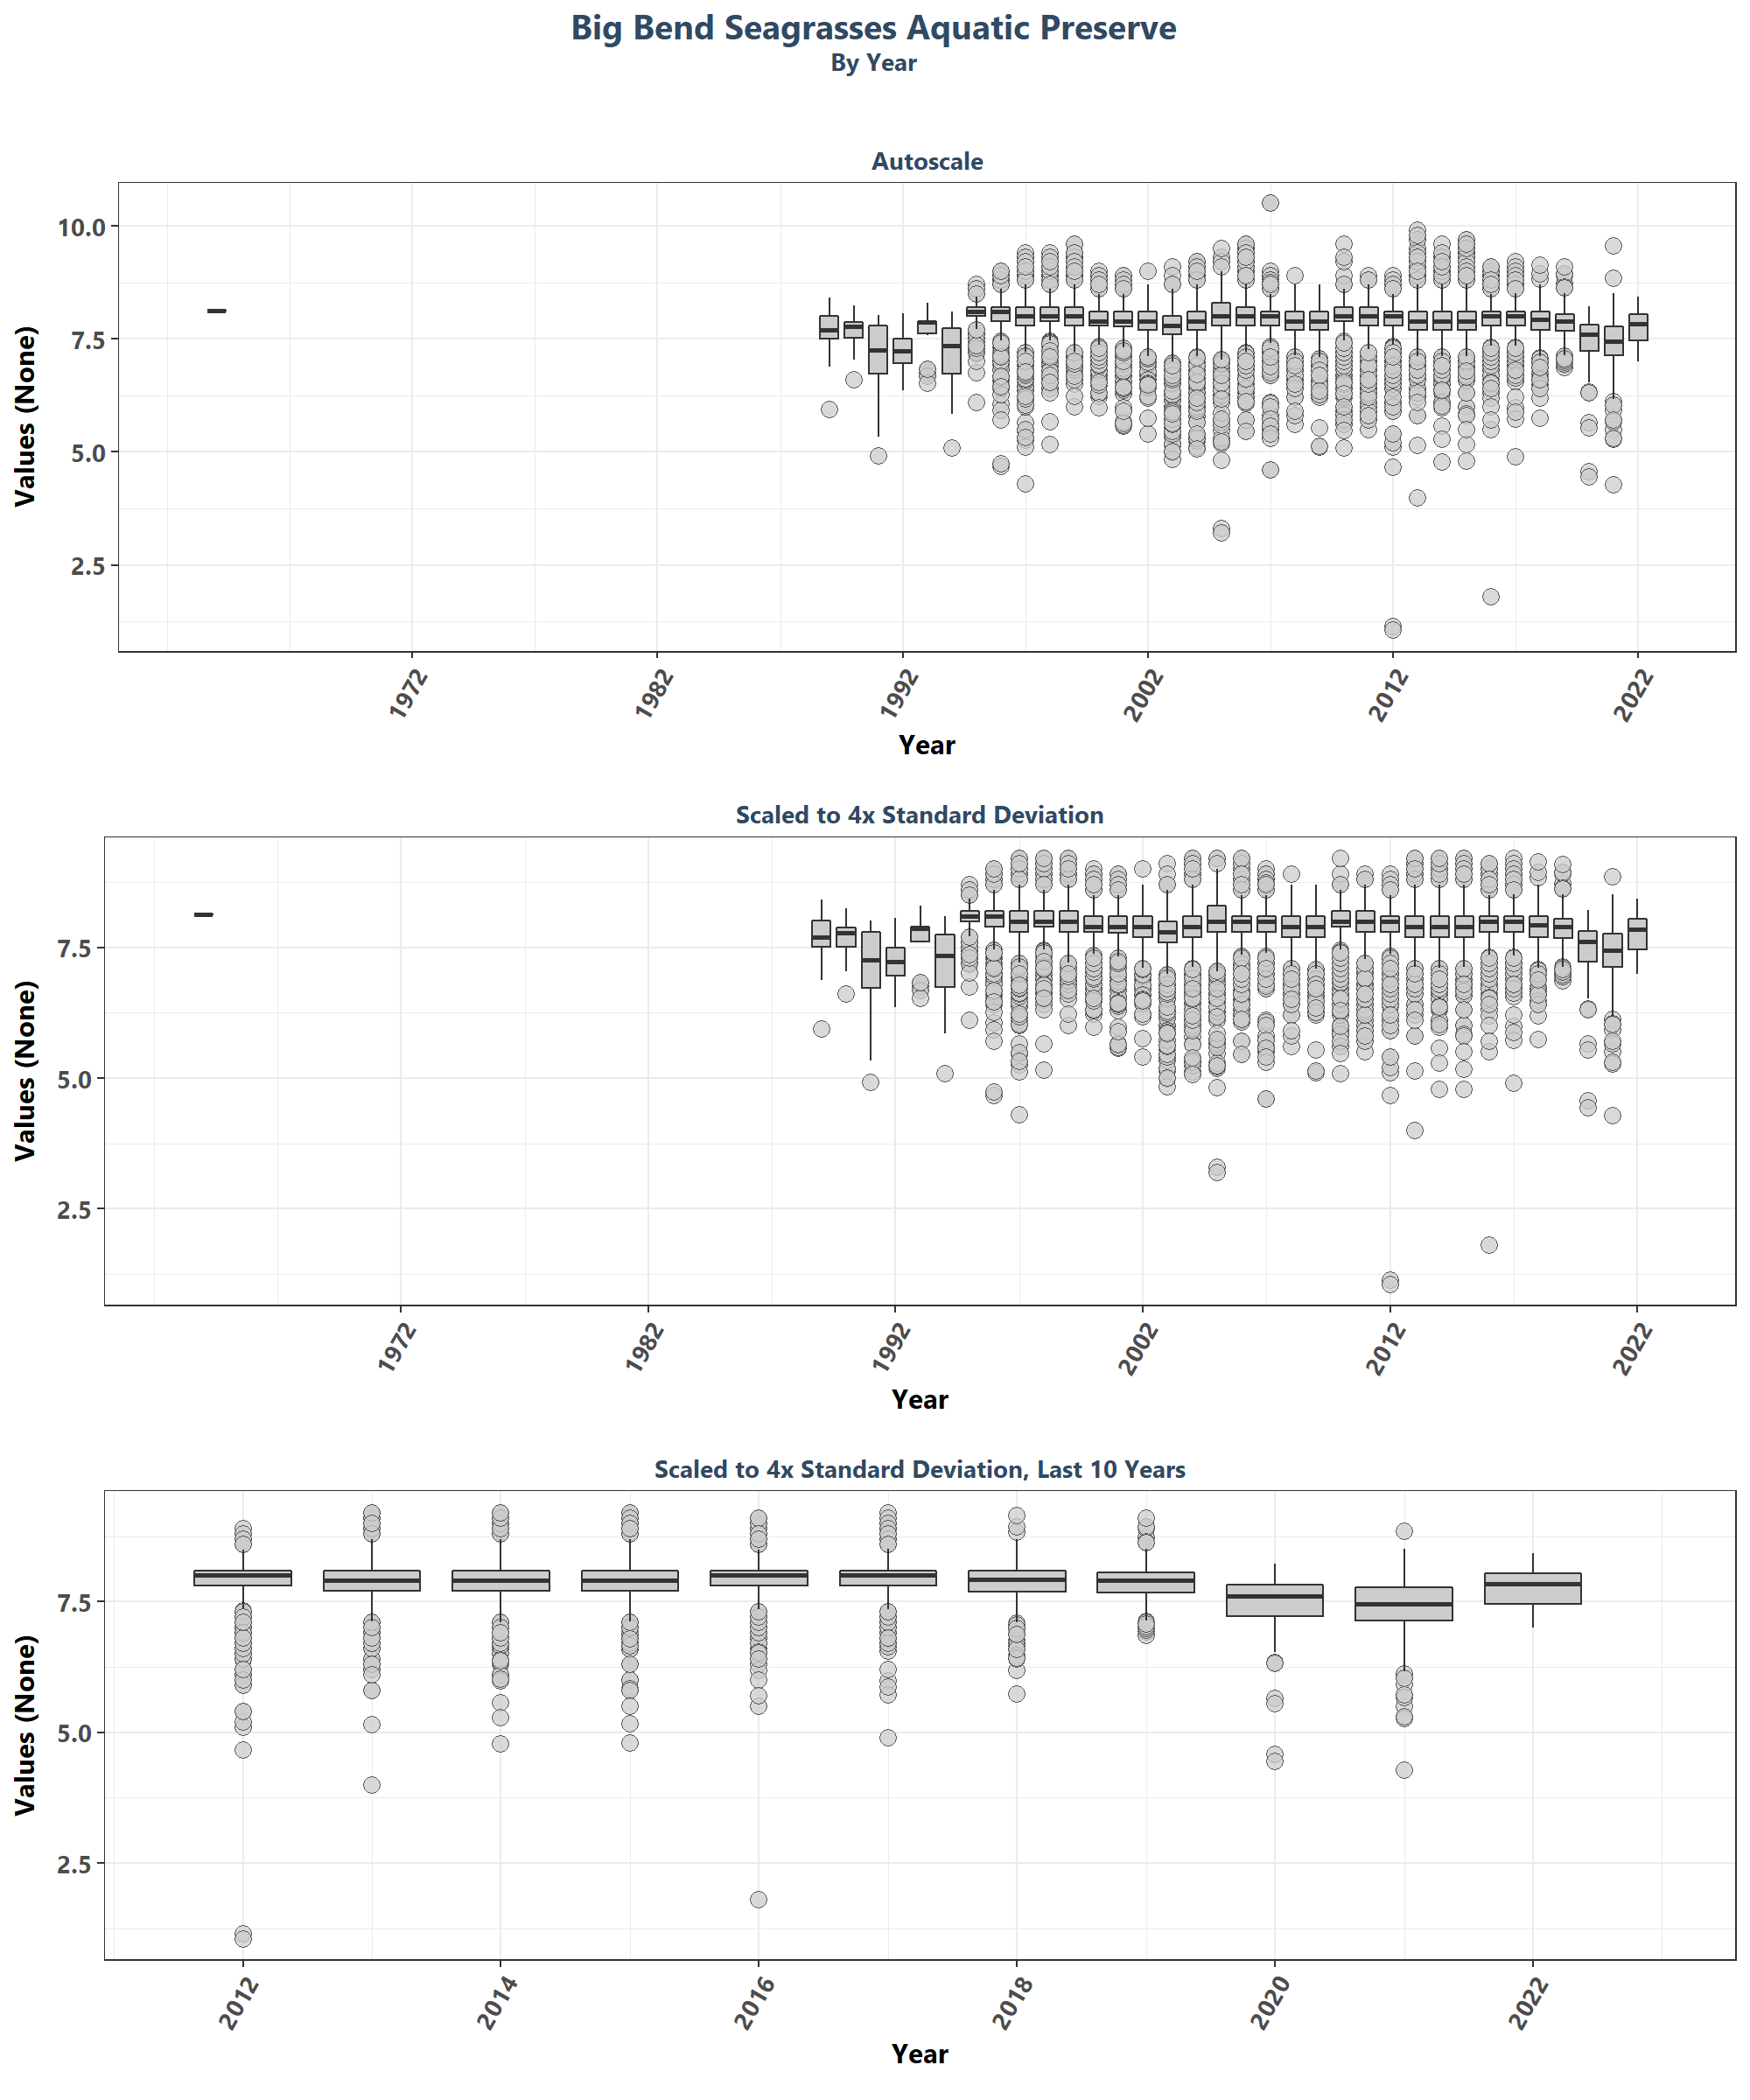 Big Bend Seagrasses Aquatic Preserve
By Year
Autoscale
Values (None)
10.0
7.5
5.0
2.5
1972 1982 1992 2002 2012 2022
Year
Scaled to 4x Standard Deviation
Values (None)
7.5
5.0
2.5
1972 1982 1992 2002 2012 2022
Year
Scaled to 4x Standard Deviation, Last 10 Years
Values (None)
7.5
5.0
2.5
2012 2014 2016 2018 2020 2022
Year